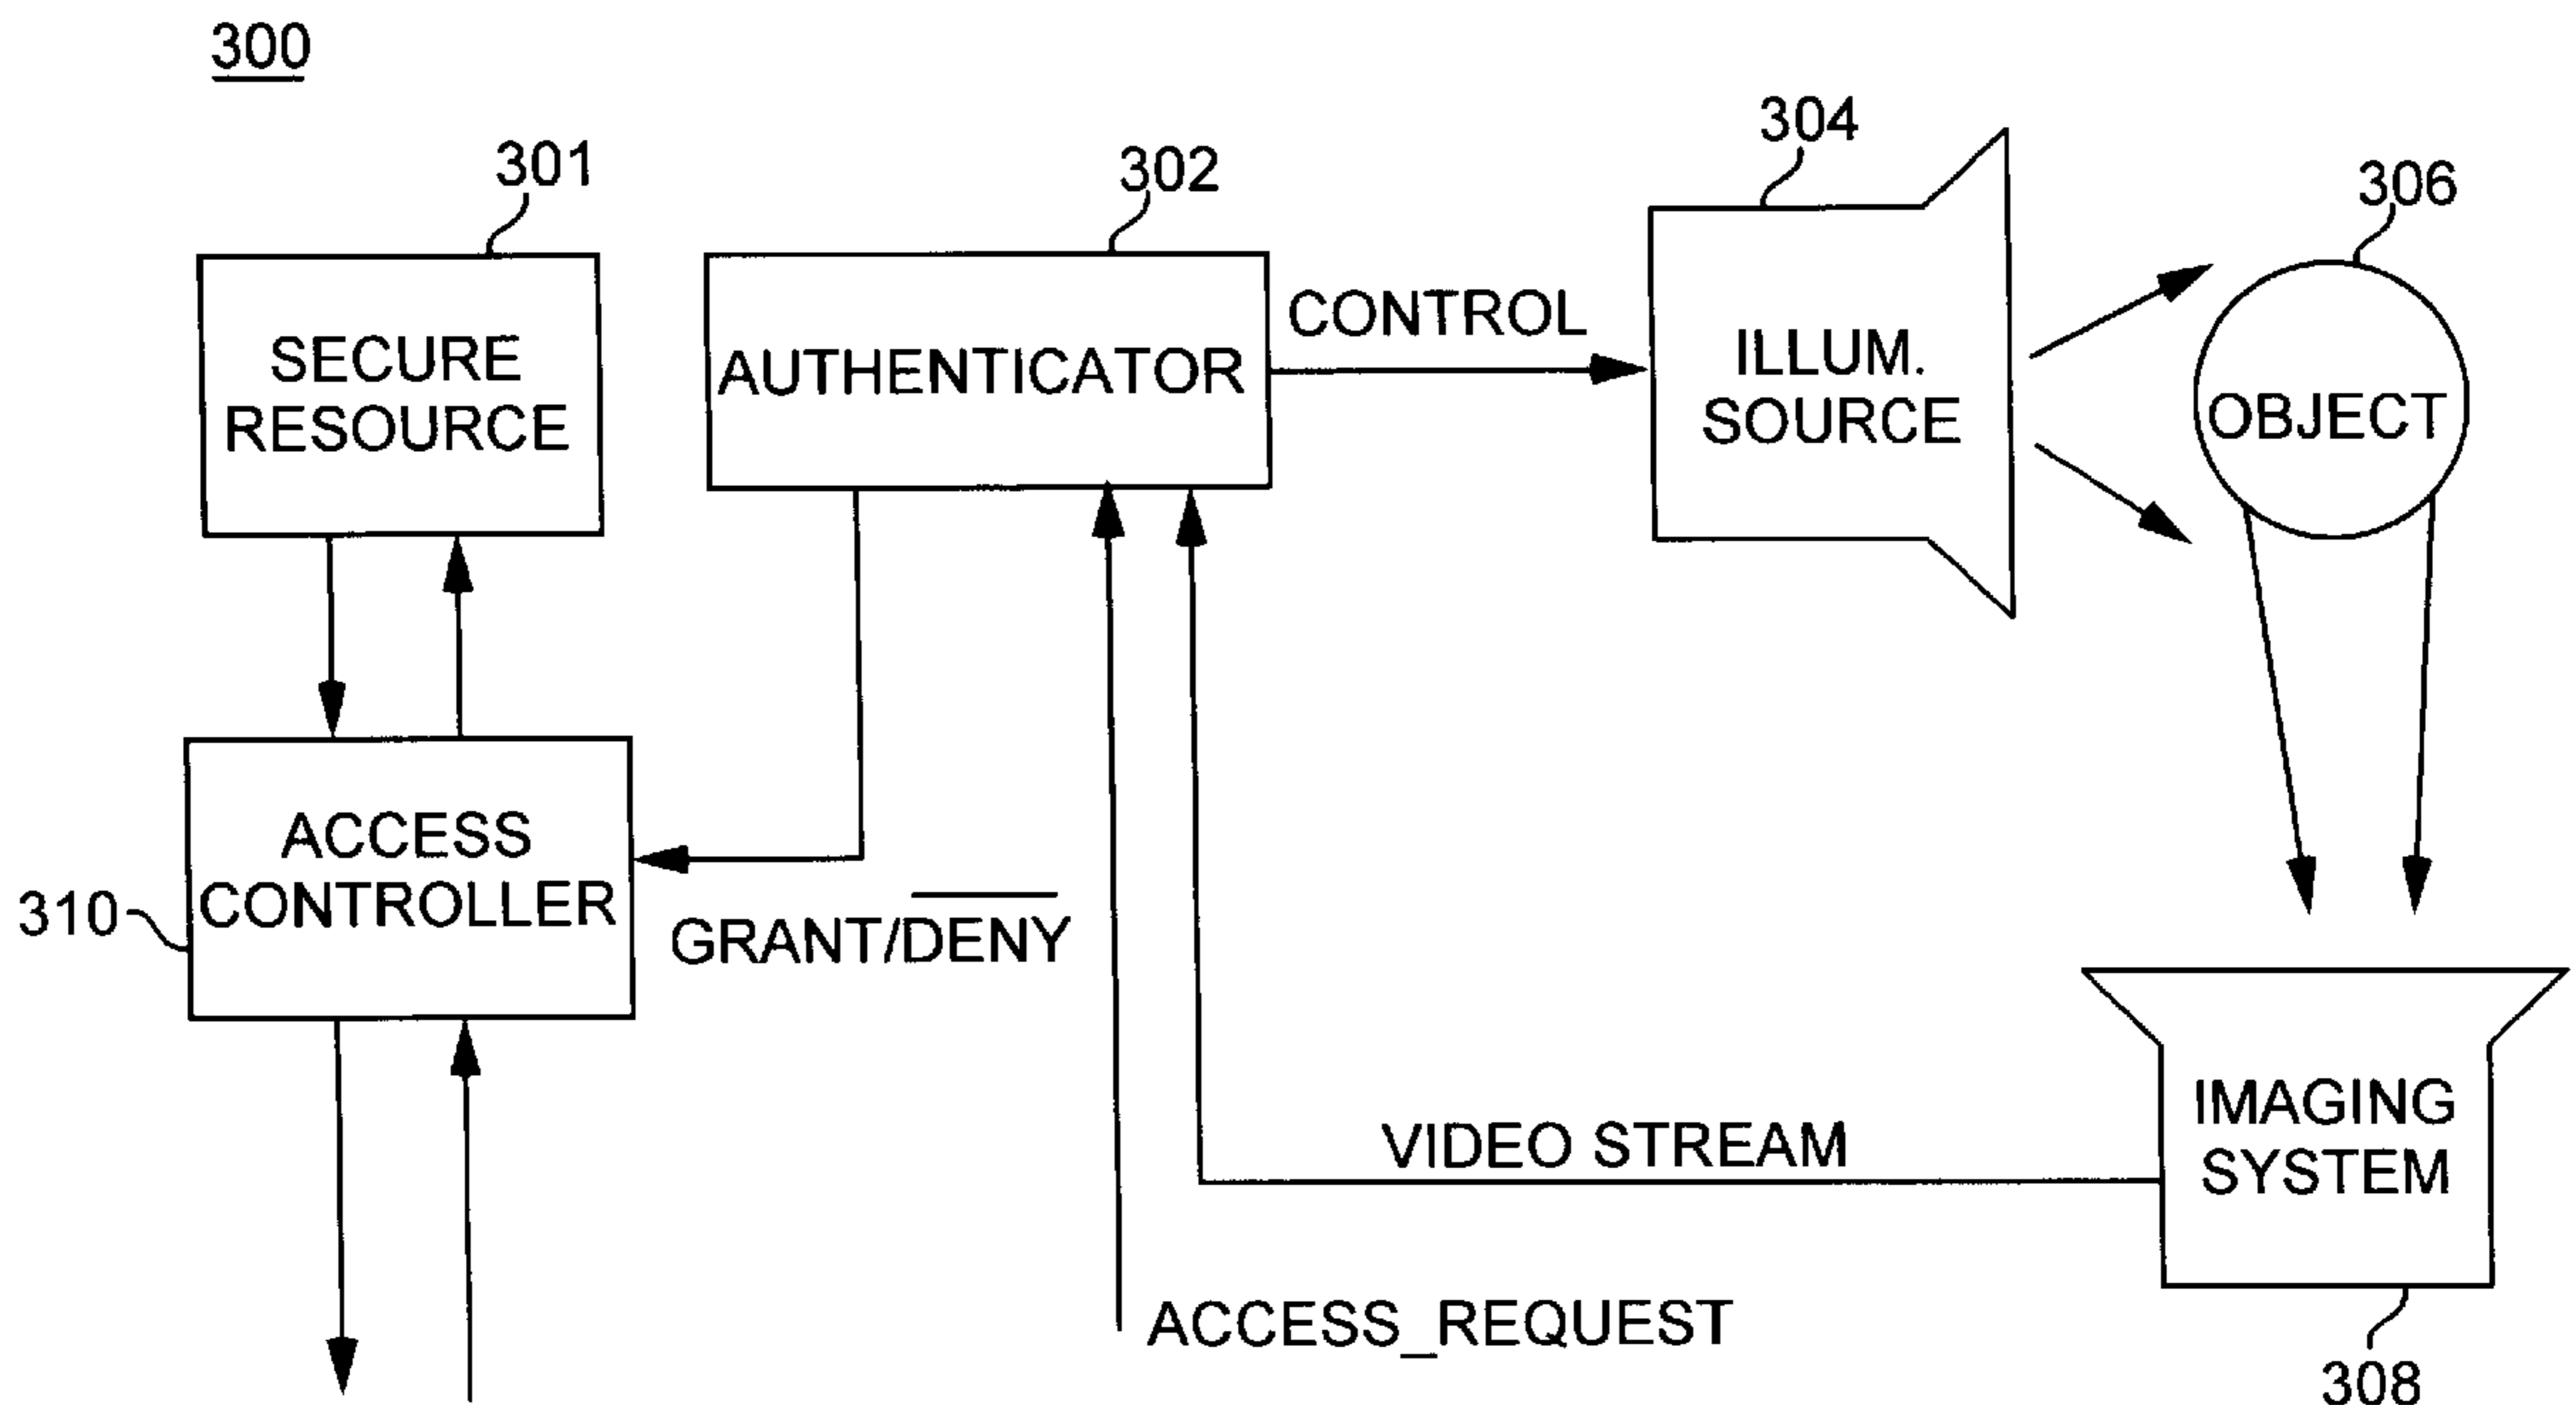 300
301
302
304
306
SECURE
RESOURCE
AUTHENTICATOR
CONTROL
ILLUM.
SOURCE
OBJECT
ACCESS
CONTROLLER
310
GRANT/DENY
VIDEO STREAM
IMAGING
SYSTEM
ACCESS_REQUEST
308